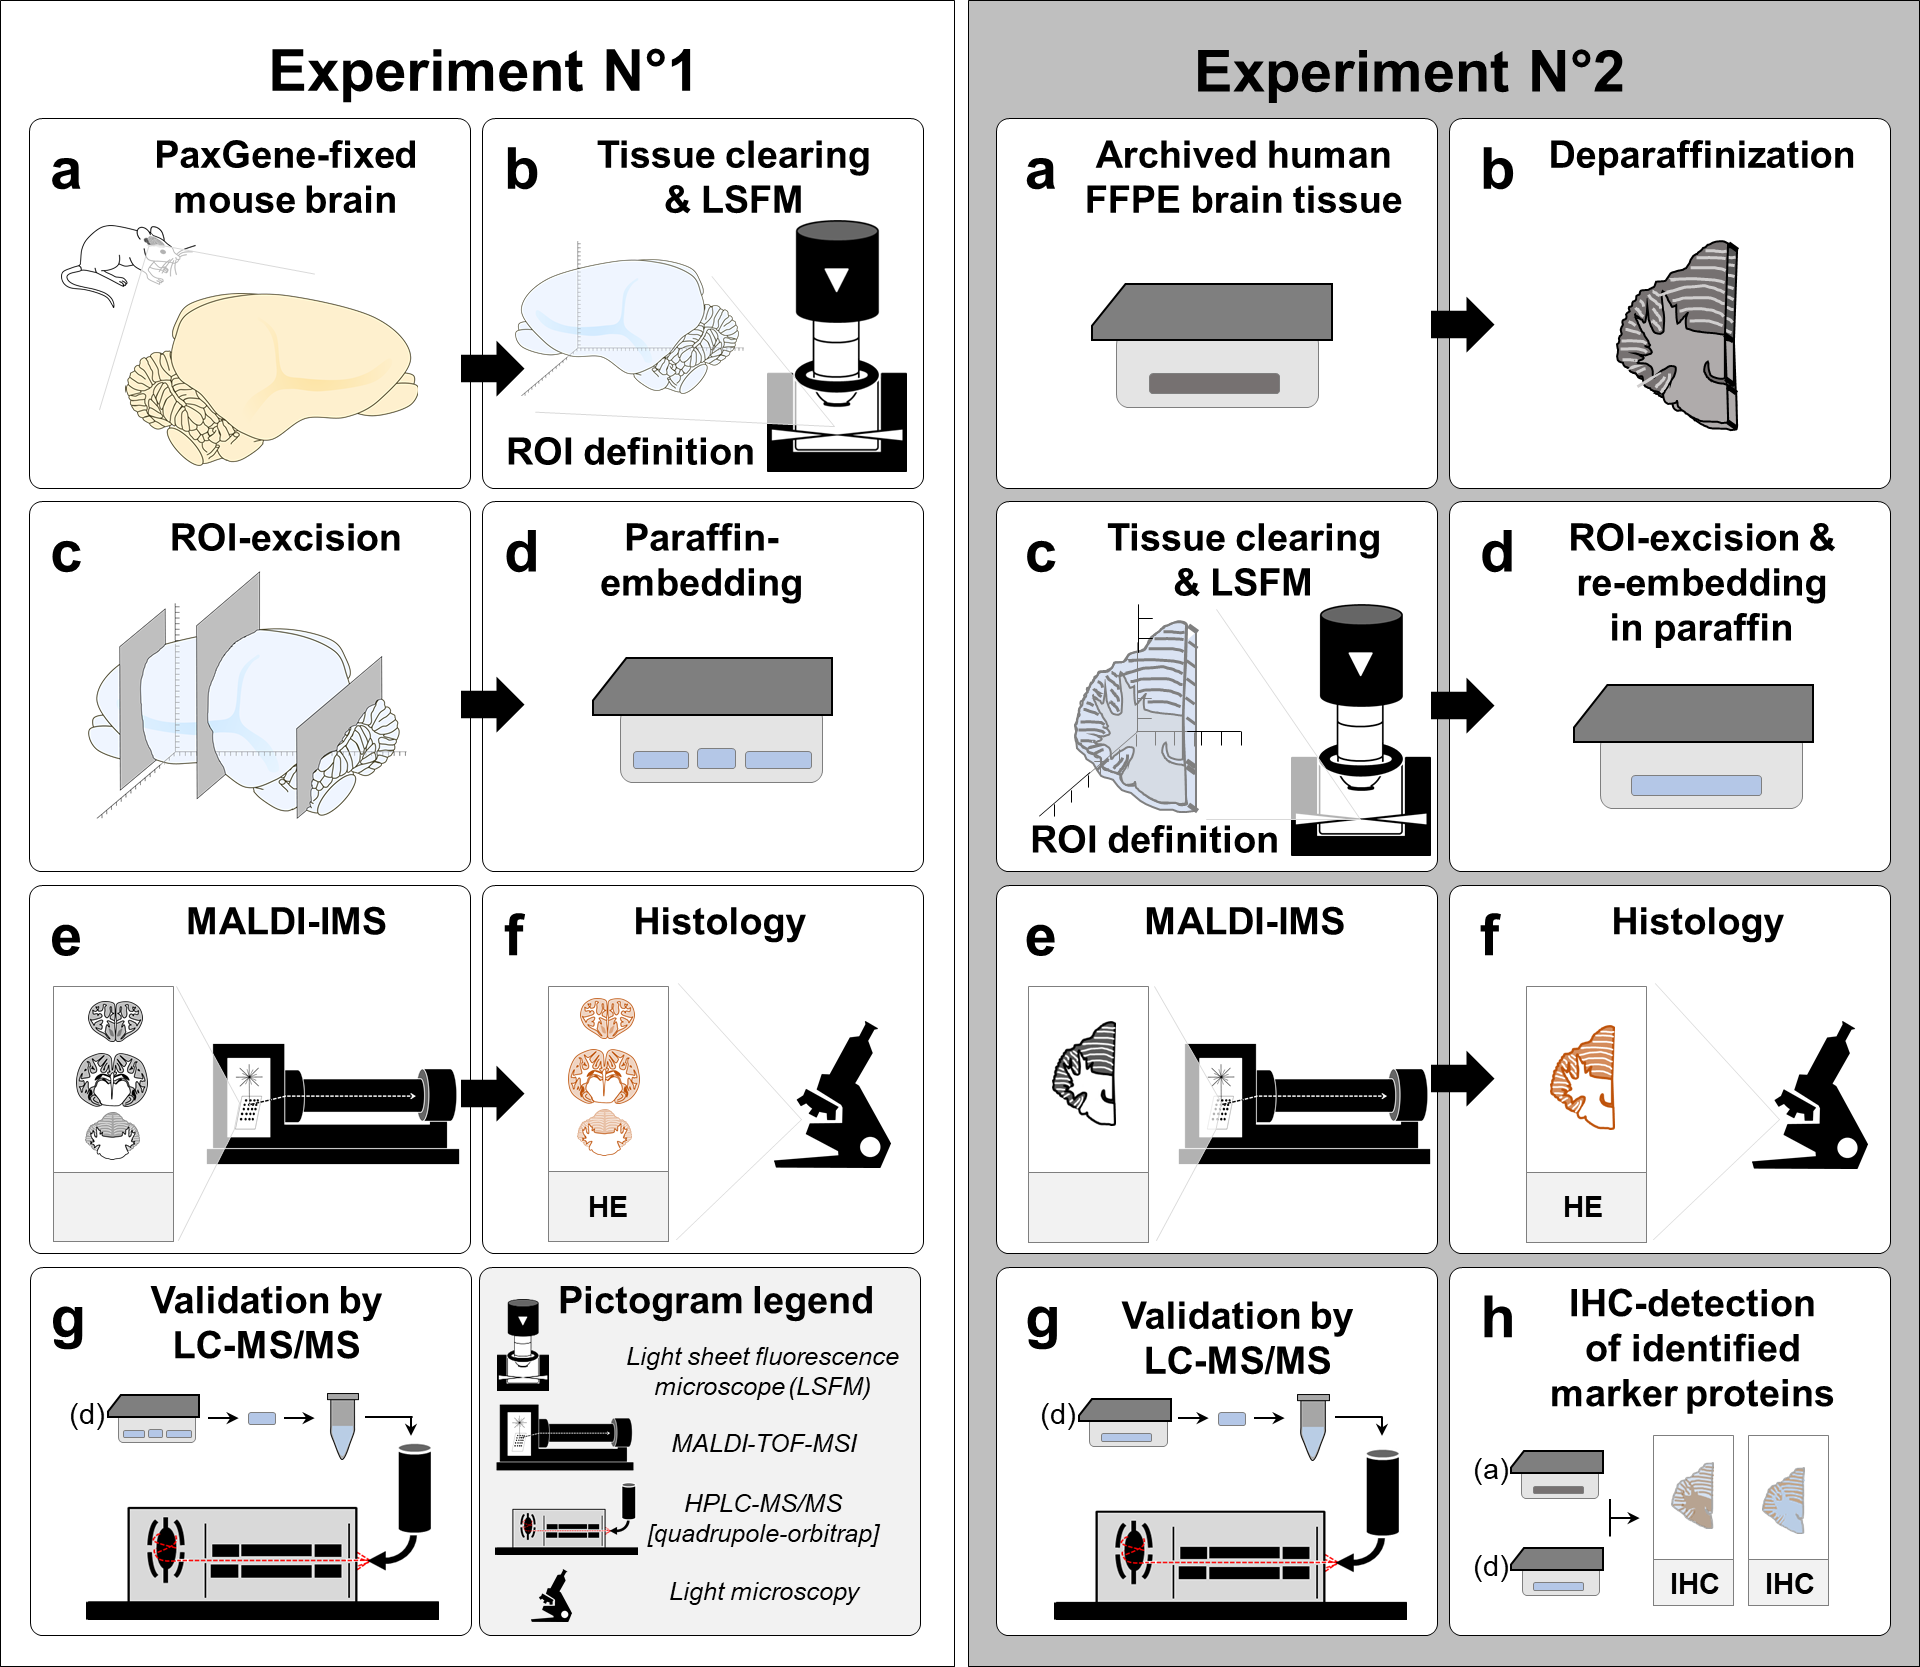 Experiment N°1
a
PaxGene-fixed
mouse brain
b
Tissue clearing
& LSFM
ROI definition
c
ROI-excision
d
Paraffin-
embedding
e
MALDI-IMS
f
Histology
HE
g
Validation by
LC-MS/MS
(d)
Pictogram legend
Light sheet fluorescence
microscope (LSFM)
MALDI-TOF-MSI
HPLC-MS/MS
[quadrupole-orbitrap]
Light microscopy
Experiment N°2
a
Archived human
FFPE brain tissue
b
Deparaffinization
c
Tissue clearing
& LSFM
ROI definition
d
ROI-excision &
re-embedding
in paraffin
e
MALDI-IMS
f
Histology
HE
g
Validation by
LC-MS/MS
(d)
h
IHC-detection
of identified
marker proteins
(a)
(d)
IHC
IHC